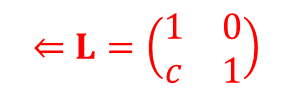 ⇐ L = (1 0
c 1)